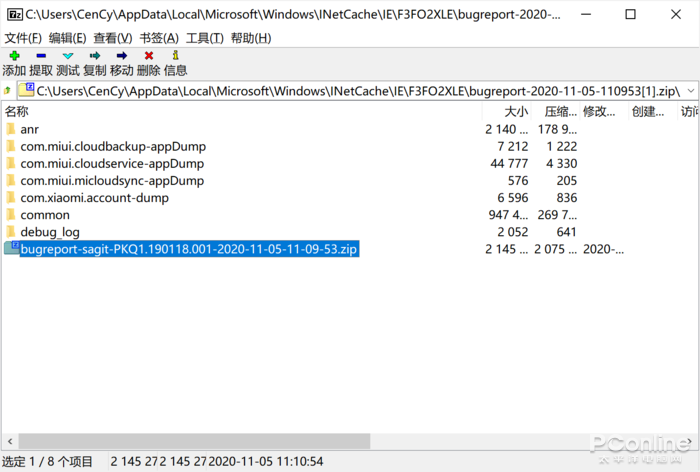 7z C:\Users\CenCy\AppData\Local\Microsoft\Windows\INetCache\IE\F3FO2XLE\bugreport-2020-...
文件(F) 编辑(E) 查看(V) 书签(A) 工具(T) 帮助(H)
添加 提取 测试 复制 移动 删除 信息
C:\Users\CenCy\AppData\Local\Microsoft\Windows\INetCache\IE\F3FO2XLE\bugreport-2020-11-05-110953[1].zip\
名称 大小 压缩... 修改... 创建... 访问
anr 2 140 ... 178 9...
com.miui.cloudbackup-appDump 7 212 1 222
com.miui.cloudservice-appDump 44 777 4 330
com.miui.micloudsync-appDump 576 205
com.xiaomi.account-dump 6 596 836
common 947 4... 269 7...
debug_log 2 052 641
bugreport-sagit-PKQ1.190118.001-2020-11-05-11-09-53.zip 2 145 ... 2 075 ... 2020-...
PConline
太平洋电脑网
选定 1 / 8 个项目 2 145 27 2 145 27 2020-11-05 11:10:54